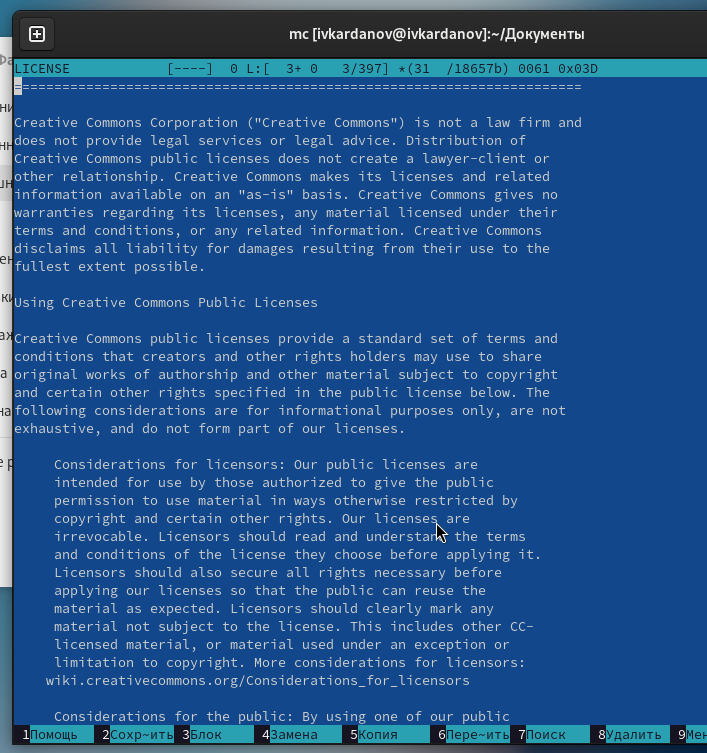 mc [ivkardanov@ivkardanov]:~/Документы
LICENSE [----] 0 L:[ 3+ 0 3/397] *(31 /18657b) 0061 0x03D
=======================================================================
Creative Commons Corporation ("Creative Commons") is not a law firm and
does not provide legal services or legal advice. Distribution of
Creative Commons public licenses does not create a lawyer-client or
other relationship. Creative Commons makes its licenses and related
information available on an "as-is" basis. Creative Commons gives no
warranties regarding its licenses, any material licensed under their
terms and conditions, or any related information. Creative Commons
disclaims all liability for damages resulting from their use to the
fullest extent possible.
Using Creative Commons Public Licenses
Creative Commons public licenses provide a standard set of terms and
conditions that creators and other rights holders may use to share
original works of authorship and other material subject to copyright
and certain other rights specified in the public license below. The
following considerations are for informational purposes only, are not
exhaustive, and do not form part of our licenses.
Considerations for licensors: Our public licenses are
intended for use by those authorized to give the public
permission to use material in ways otherwise restricted by
copyright and certain other rights. Our licenses are
irrevocable. Licensors should read and understand the terms
and conditions of the license they choose before applying it.
Licensors should also secure all rights necessary before
applying our licenses so that the public can reuse the
material as expected. Licensors should clearly mark any
material not subject to the license. This includes other CC-
licensed material, or material used under an exception or
limitation to copyright. More considerations for licensors:
wiki.creativecommons.org/Considerations_for_licensors
Considerations for the public: By using one of our public
1Помощь 2Сохр~ить 3Блок 4Замена 5Копия 6Пере~ить 7Поиск 8Удалить 9Мен